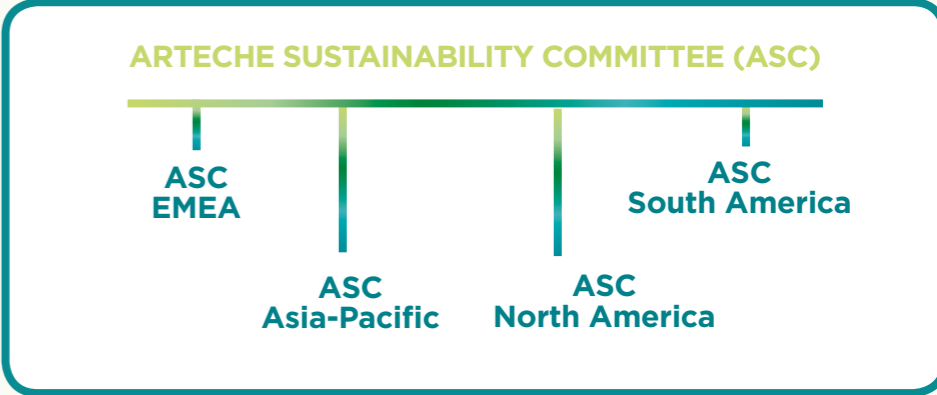 ARTECHE SUSTAINABILITY COMMITTEE (ASC)
ASC
EMEA
ASC
Asia-Pacific
ASC
North America
ASC
South America